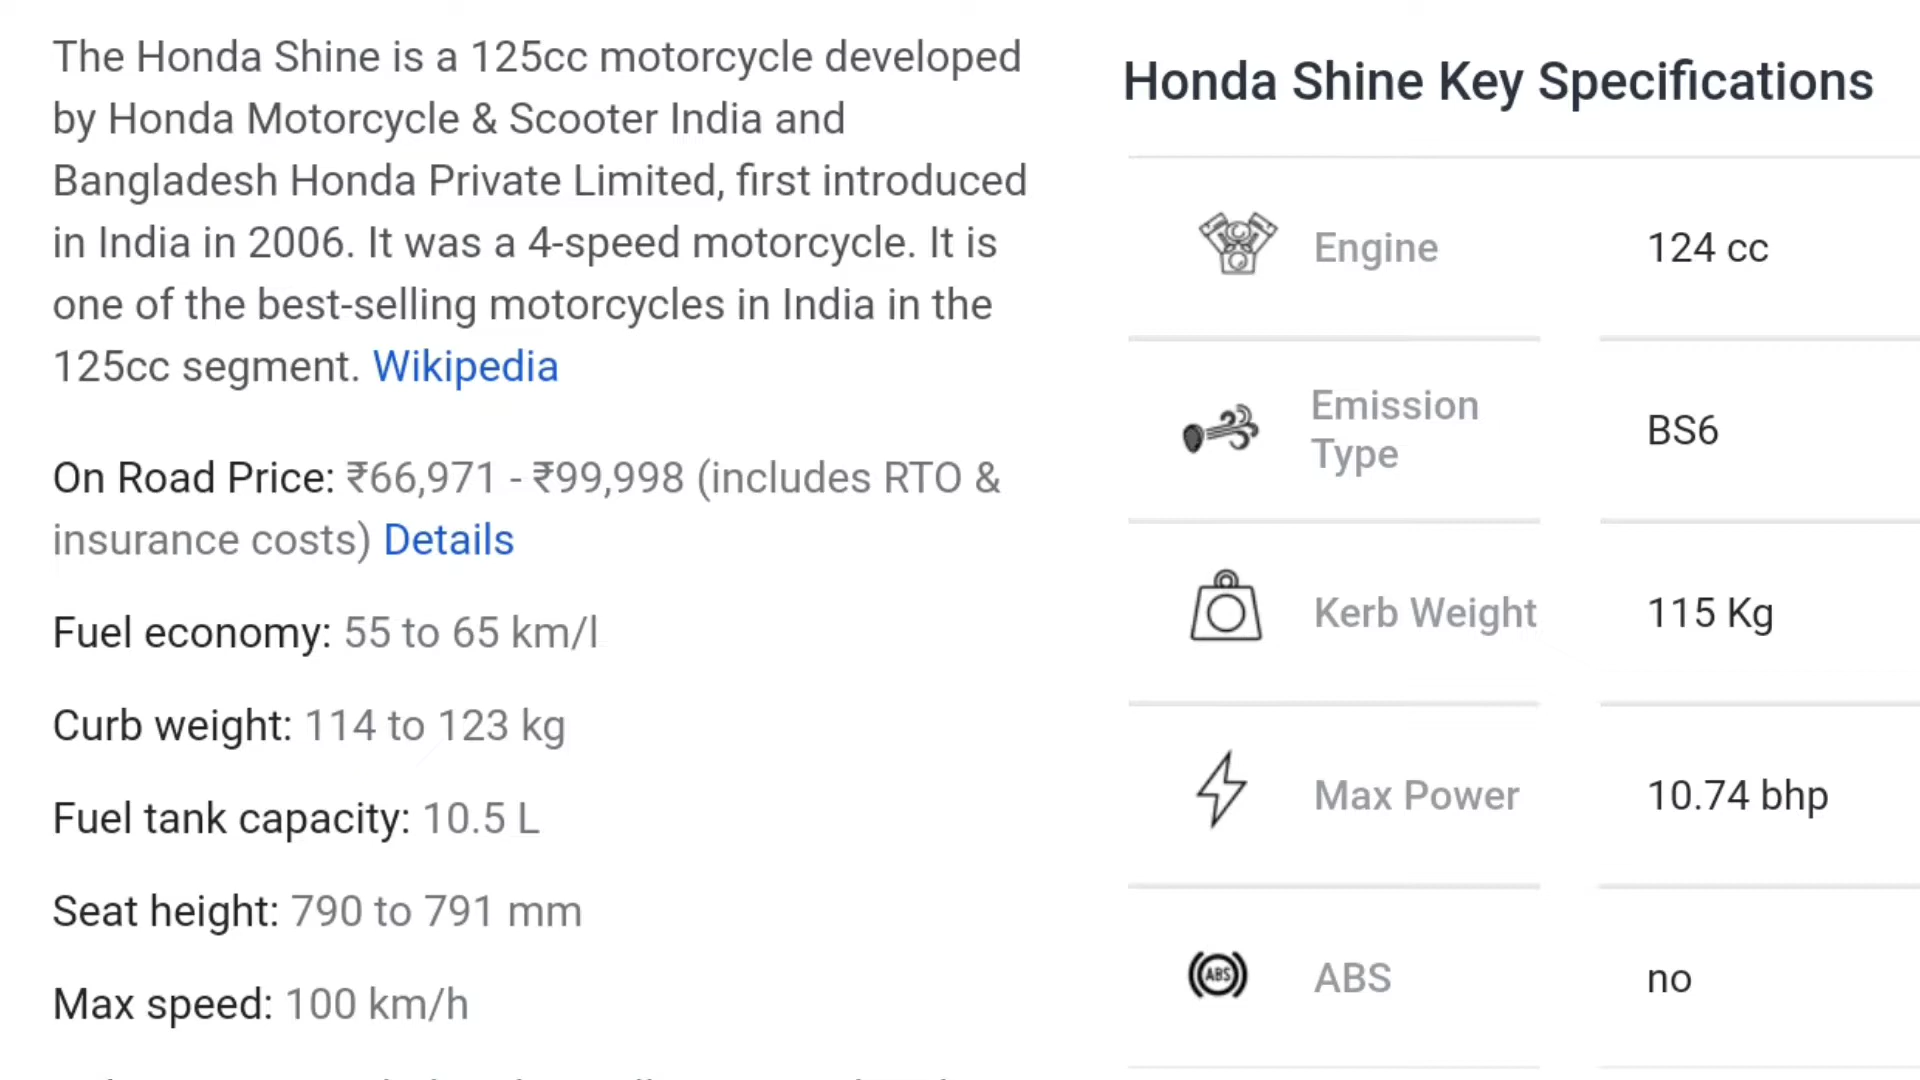 The Honda Shine is a 125cc motorcycle developed
by Honda Motorcycle & Scooter India and
Bangladesh Honda Private Limited, first introduced
in India in 2006. It was a 4-speed motorcycle. It is
one of the best-selling motorcycles in India in the
125cc segment. Wikipedia
On Road Price: ₹66,971 - ₹99,998 (includes RTO &
insurance costs) Details
Fuel economy: 55 to 65 km/l
Curb weight: 114 to 123 kg
Fuel tank capacity: 10.5 L
Seat height: 790 to 791 mm
Max speed: 100 km/h
Honda Shine Key Specifications
Engine 124 cc
Emission
Type BS6
Kerb Weight 115 Kg
Max Power 10.74 bhp
ABS ABS no